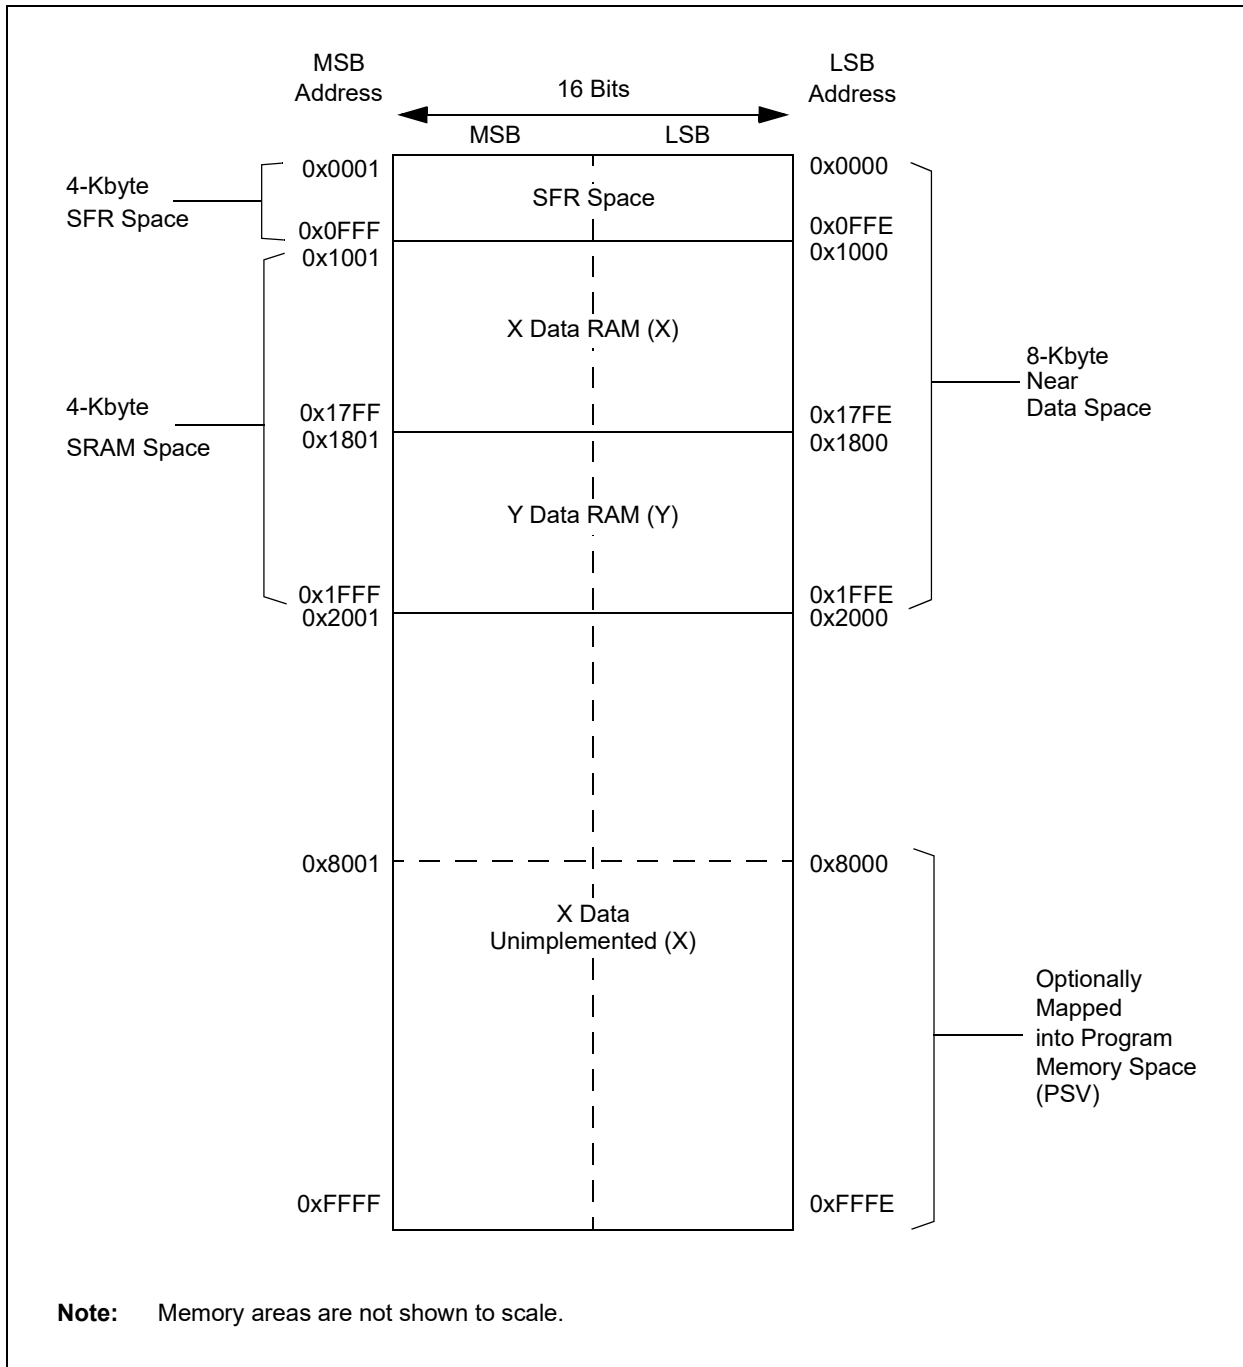 MSB
Address
LSB
Address
16 Bits
MSB
LSB
0x0001
0x0000
4-Kbyte
SFR Space
SFR Space
0x0FFF
0x0FFE
0x1001
0x1000
X Data RAM (X)
8-Kbyte
Near
Data Space
4-Kbyte
SRAM Space
0x17FF
0x17FE
0x1801
0x1800
Y Data RAM (Y)
0x1FFF
0x1FFE
0x2001
0x2000
0x8001
0x8000
X Data
Unimplemented (X)
Optionally
Mapped
into Program
Memory Space
(PSV)
0xFFFF
0xFFFE
Note: Memory areas are not shown to scale.